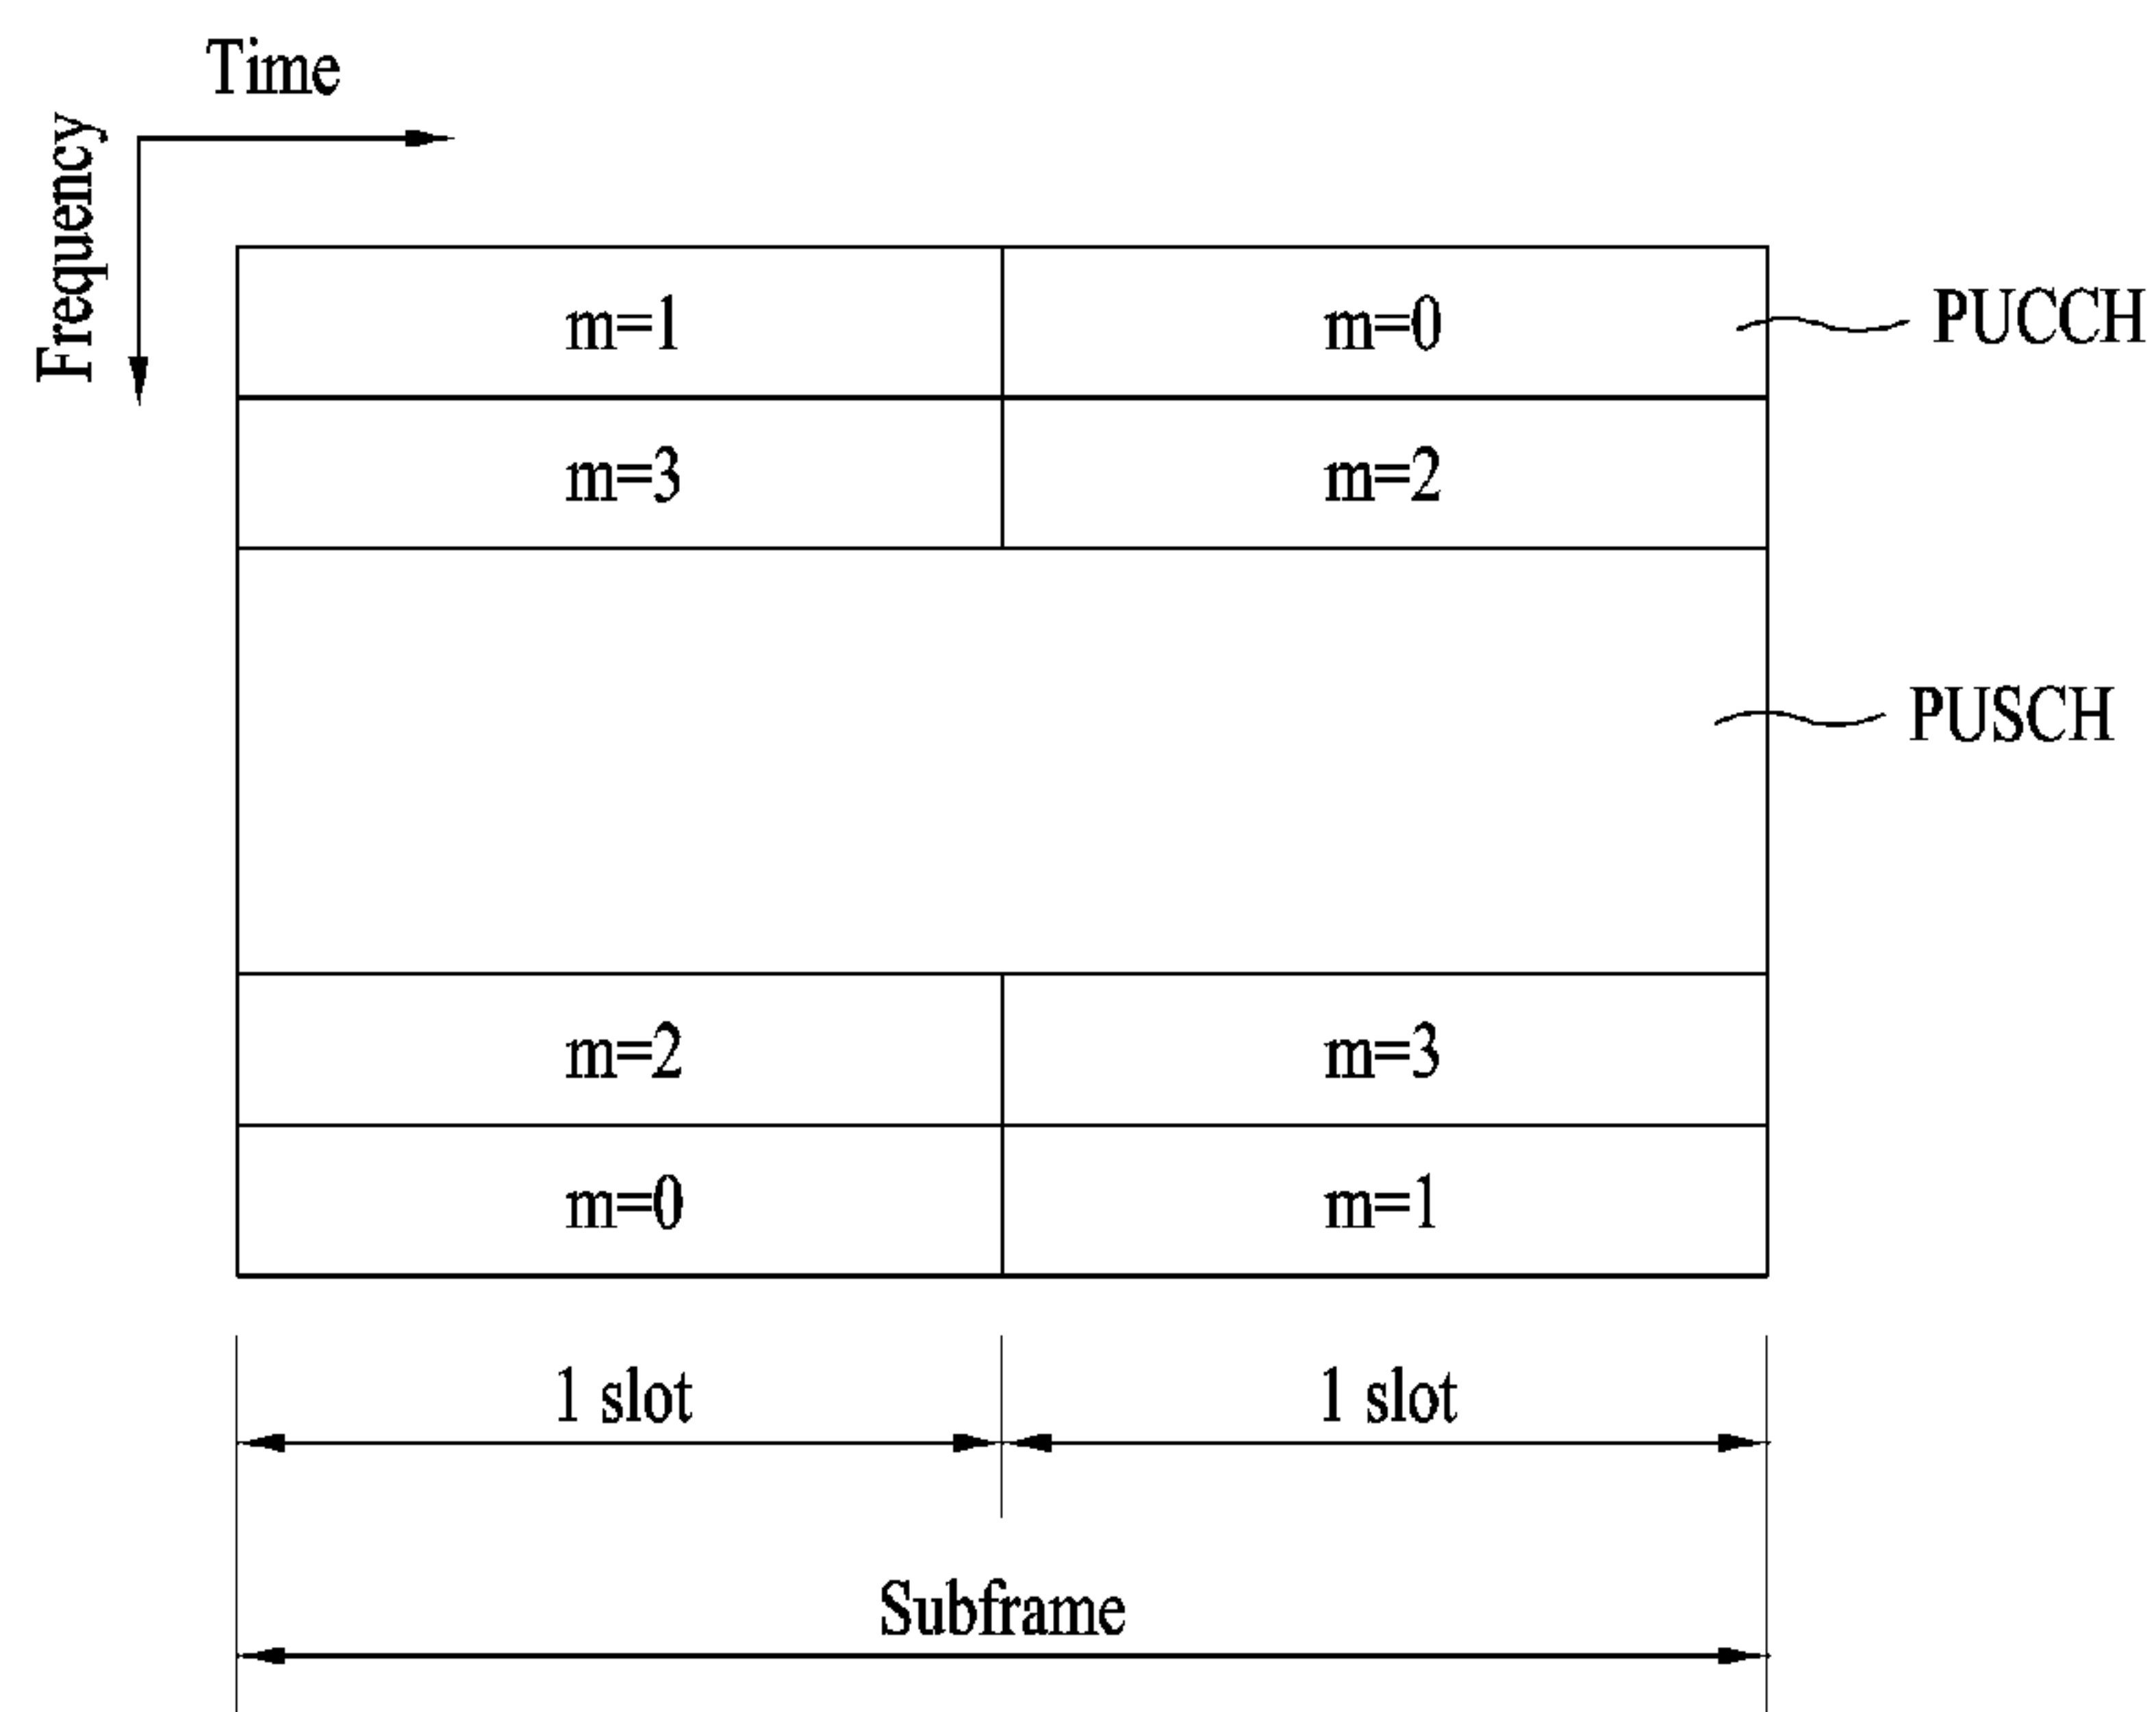 Time
Frequency
m=1
m=0
PUCCH
m=3
m=2
PUSCH
m=2
m=3
m=0
m=1
1 slot
1 slot
Subframe